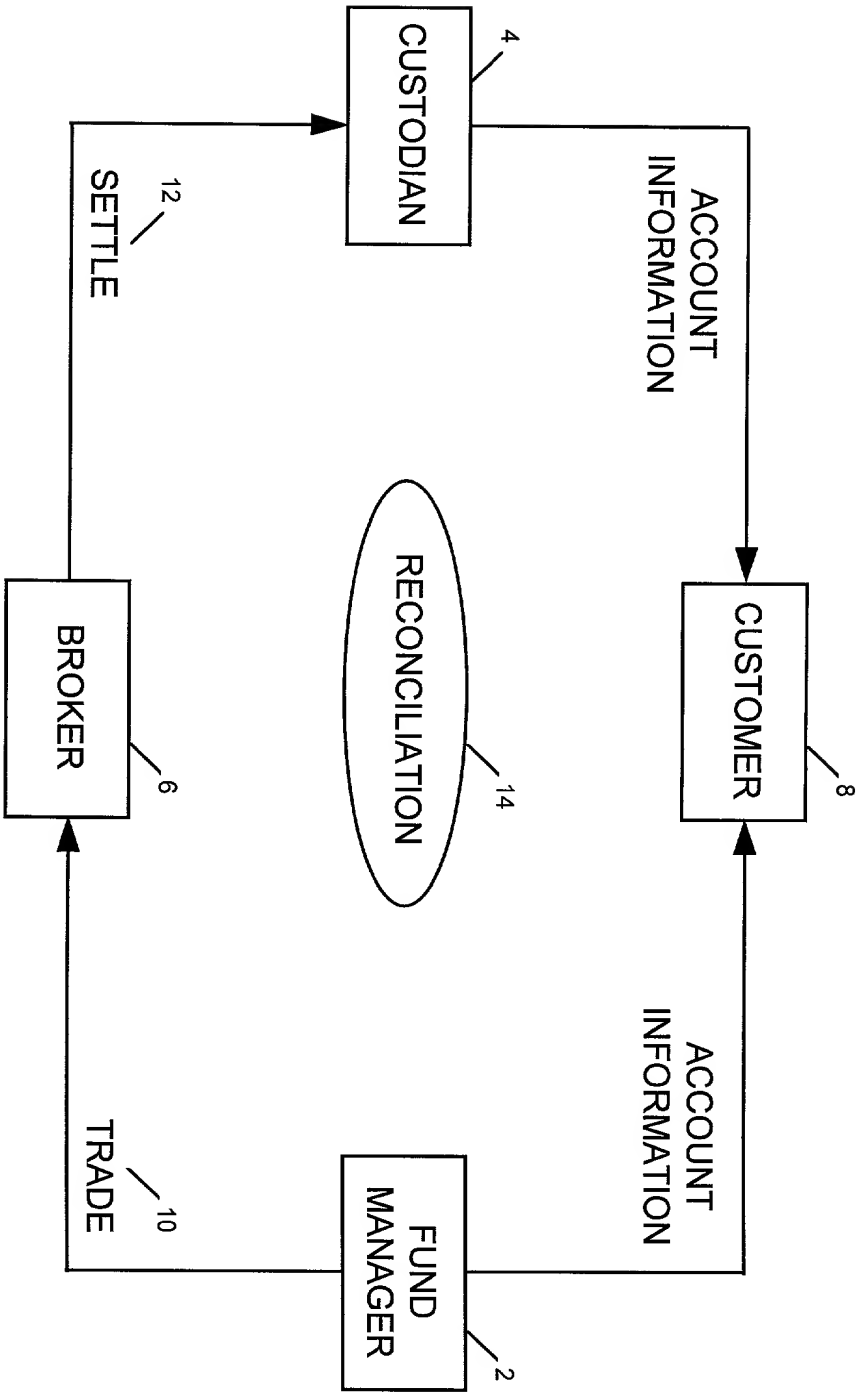 8
CUSTOMER
ACCOUNT
INFORMATION
ACCOUNT
INFORMATION
4
CUSTODIAN
14
RECONCILIATION
2
FUND
MANAGER
12
SETTLE
10
TRADE
6
BROKER